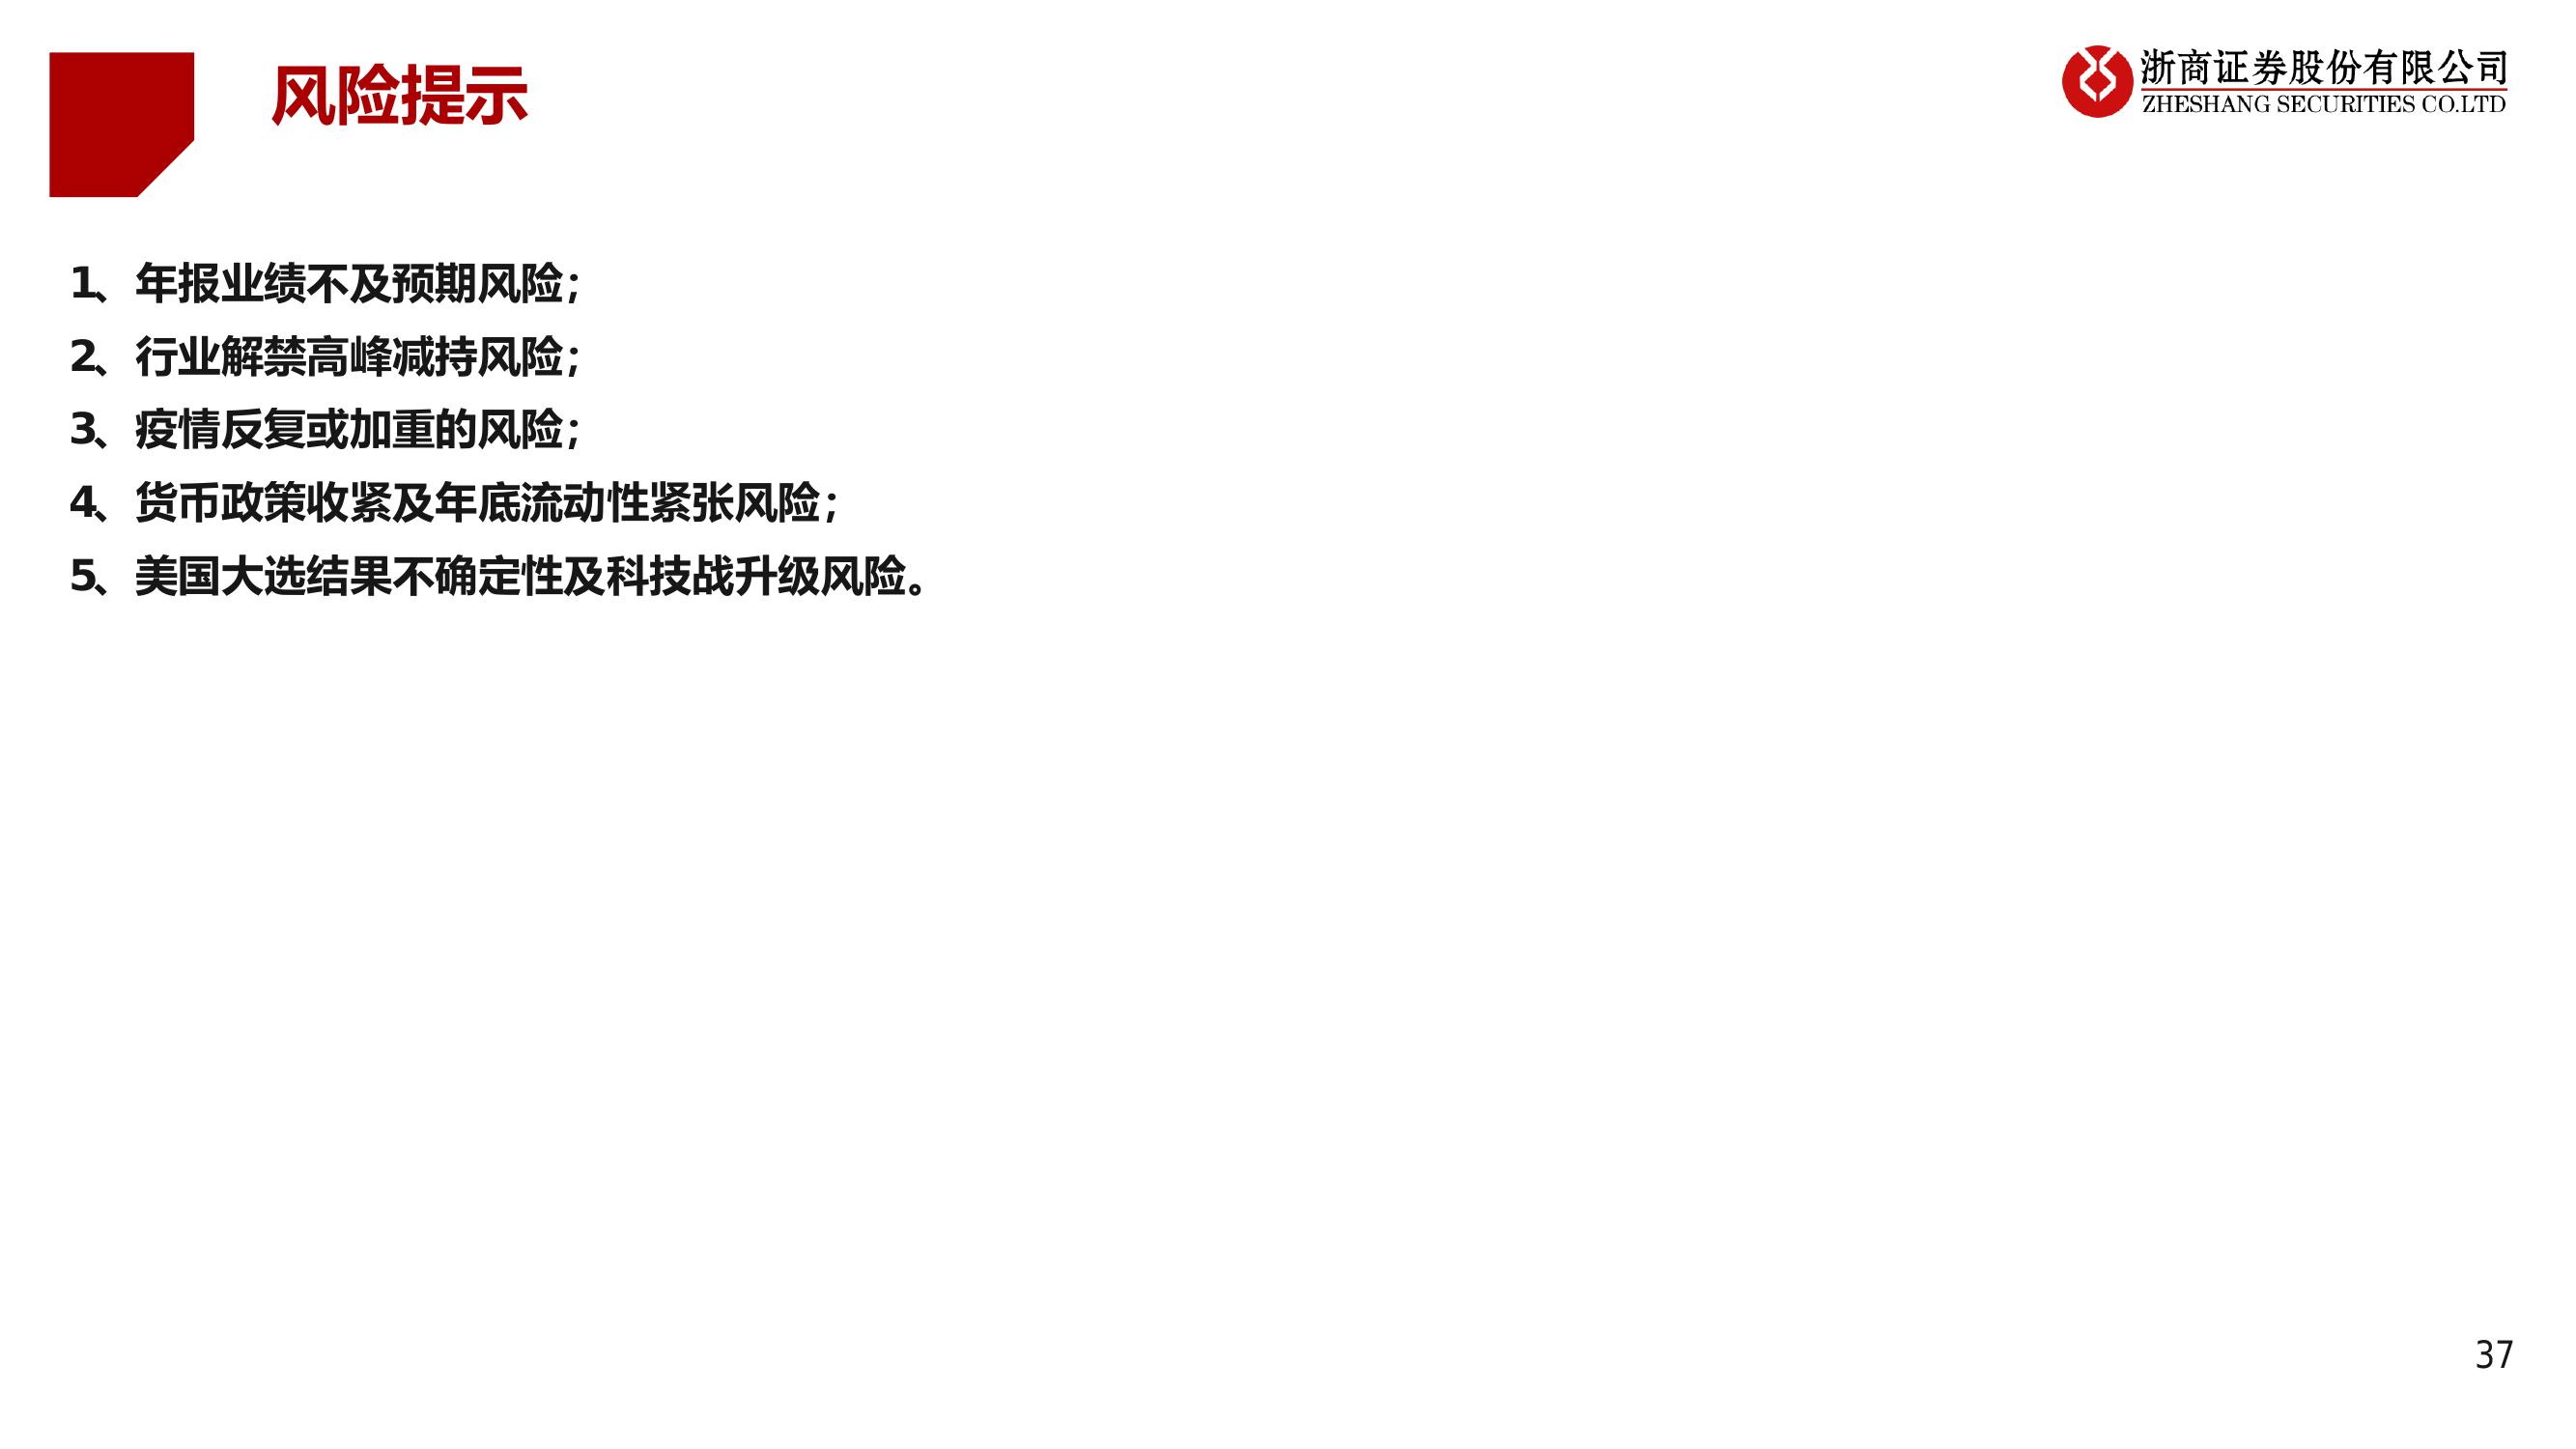 风险提示
浙商证券股份有限公司
ZHESHANG SECURITIES CO.LTD
1、年报业绩不及预期风险；
2、行业解禁高峰减持风险；
3、疫情反复或加重的风险；
4、货币政策收紧及年底流动性紧张风险；
5、美国大选结果不确定性及科技战升级风险。
37